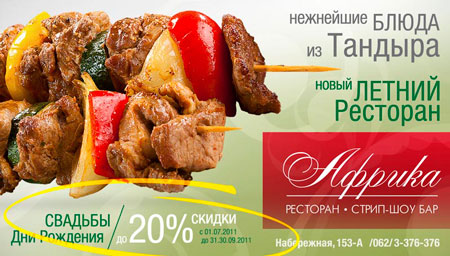 нежнейшие БЛЮДА
из Тандыра
новый ЛЕТНИЙ
Ресторан
Африка
РЕСТОРАН • СТРИП-ШОУ БАР
СВАДЬБЫ
Дни Рождения
до 20% СКИДКИ
с 01.07.2011
до 31.30.09.2011
Набережная, 153-А /062/ 3-376-376